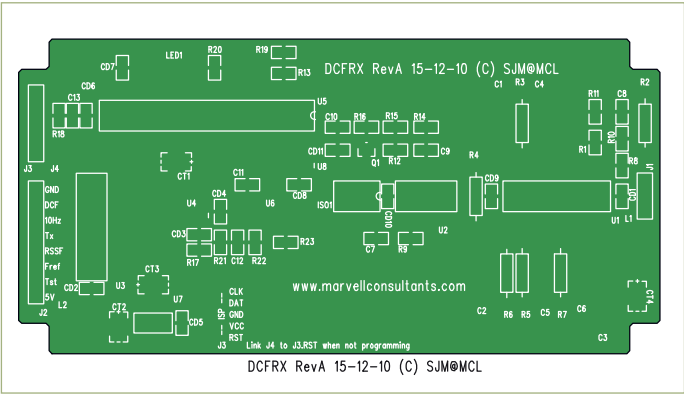 R19
R20
LED1
CD7
R13
DCFRX RevA 15-12-10 (C) SJM@MCL
CD6
C13
C1
R3
C4
R11
C8
R2
U5
R18
C10
R16
R15
R14
R1
R10
CD11
Q1
R12
C9
J3
J4
CT1
U8
R4
R8
J1
GND
DCF
10Hz
Tx
RSSF
Fref
Tst
5V
C11
CD8
CD4
U4
U6
ISO1
CD10
CD9
CD1
U1
L1
U2
CD3
R17
R21
C12
R22
R23
C7
R9
CT3
CD2
U3
L2
J2
CT2
U7
CD5
www.marvellconsultants.com
CLK
DAT
GND
VCC
RST
ISP
J3
Link J4 to J3.RST when not programming
C2
R6
R5
C5
R7
C6
C3
CT4
DCFRX RevA 15-12-10 (C) SJM@MCL